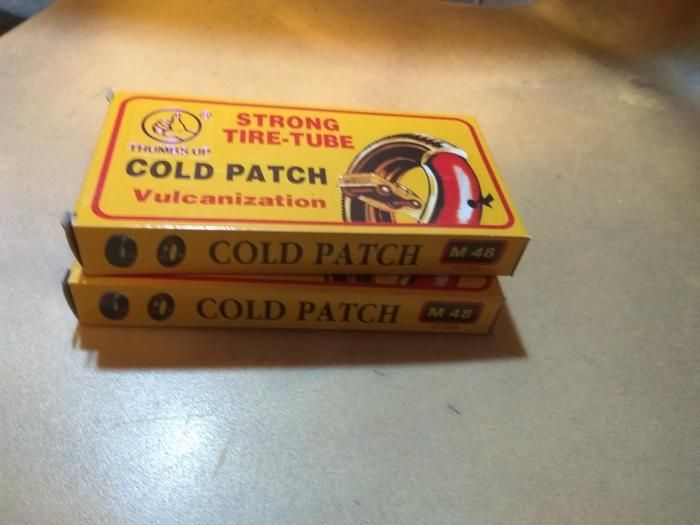 ®
THUMBS UP
STRONG
TIRE-TUBE
COLD PATCH
Vulcanization
COLD PATCH
M 48
COLD PATCH
M 48